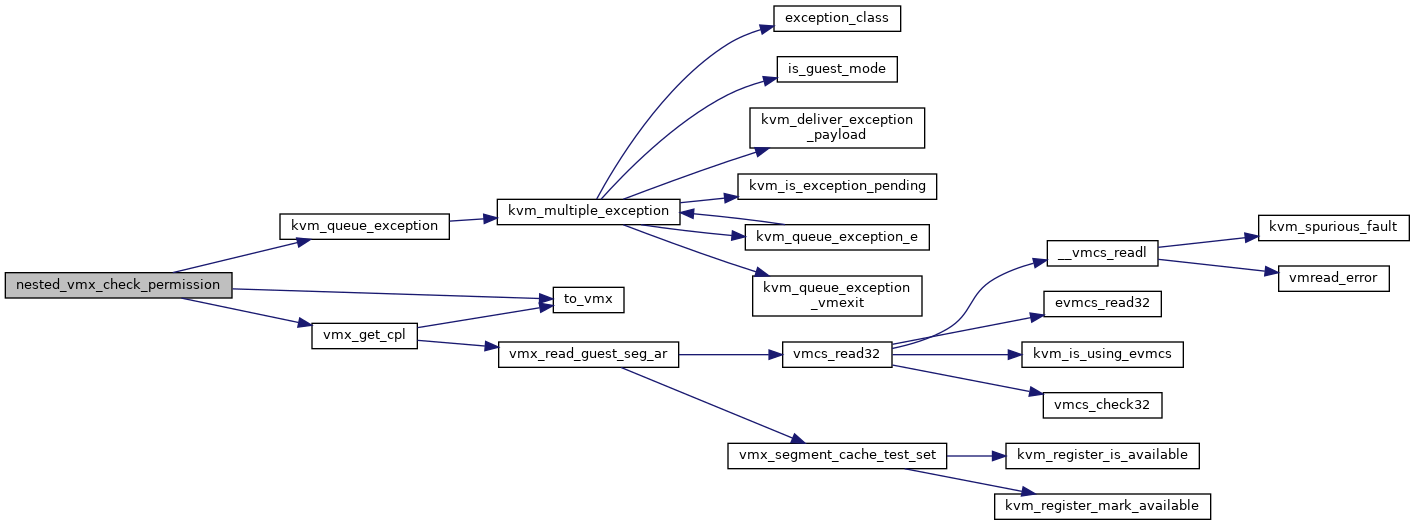 exception_class
is_guest_mode
kvm_deliver_exception
_payload
kvm_is_exception_pending
kvm_multiple_exception
kvm_queue_exception
kvm_spurious_fault
kvm_queue_exception_e
__vmcs_readl
vmread_error
nested_vmx_check_permission
kvm_queue_exception
_vmexit
to_vmx
evmcs_read32
vmx_get_cpl
vmx_read_guest_seg_ar
vmcs_read32
kvm_is_using_evmcs
vmcs_check32
vmx_segment_cache_test_set
kvm_register_is_available
kvm_register_mark_available